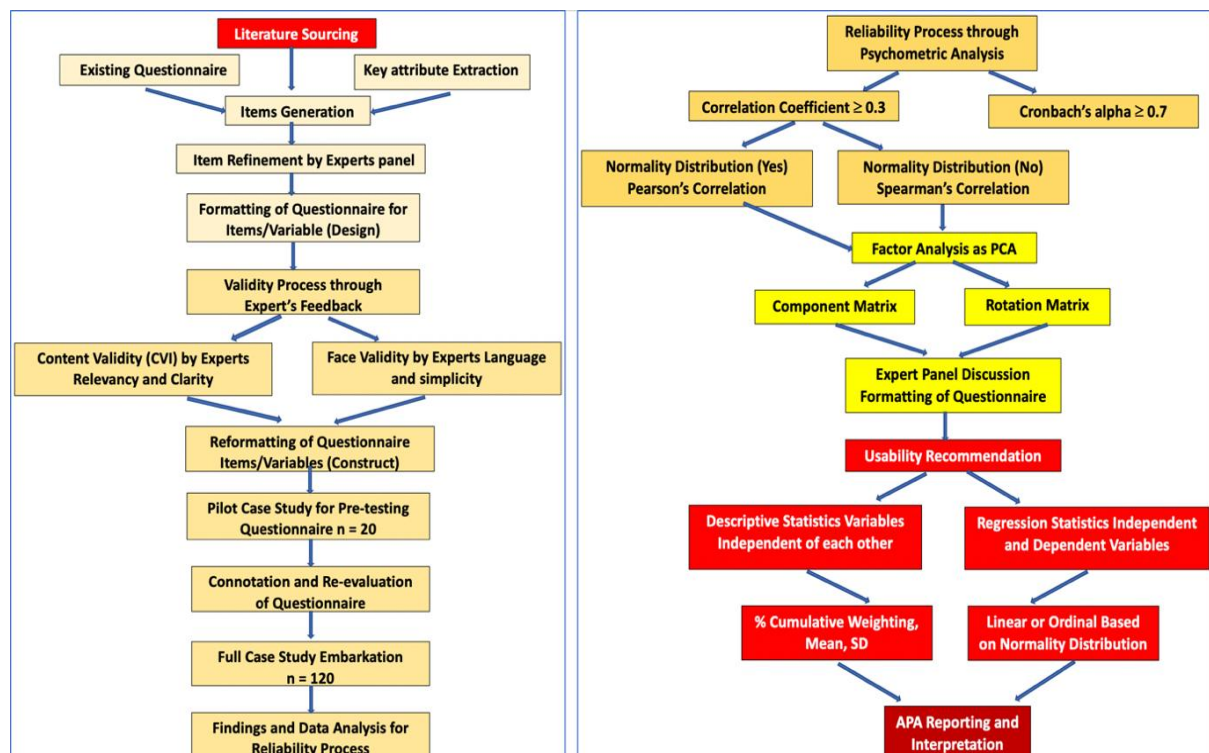 Literature Sourcing
Existing Questionnaire
Key attribute Extraction
Items Generation
Item Refinement by Experts panel
Formatting of Questionnaire for
Items/Variable (Design)
Validity Process through
Expert's Feedback
Content Validity (CVI) by Experts
Relevancy and Clarity
Face Validity by Experts Language
and simplicity
Reformatting of Questionnaire
Items/Variables (Construct)
Pilot Case Study for Pre-testing
Questionnaire n = 20
Connotation and Re-evaluation
of Questionnaire
Full Case Study Embarkation
n = 120
Findings and Data Analysis for
Reliability Process
Reliability Process through
Psychometric Analysis
Correlation Coefficient ≥ 0.3
Cronbach's alpha ≥ 0.7
Normality Distribution (Yes)
Pearson's Correlation
Normality Distribution (No)
Spearman's Correlation
Factor Analysis as PCA
Component Matrix
Rotation Matrix
Expert Panel Discussion
Formatting of Questionnaire
Usability Recommendation
Descriptive Statistics Variables
Independent of each other
Regression Statistics Independent
and Dependent Variables
% Cumulative Weighting,
Mean, SD
Linear or Ordinal Based
on Normality Distribution
APA Reporting and
Interpretation